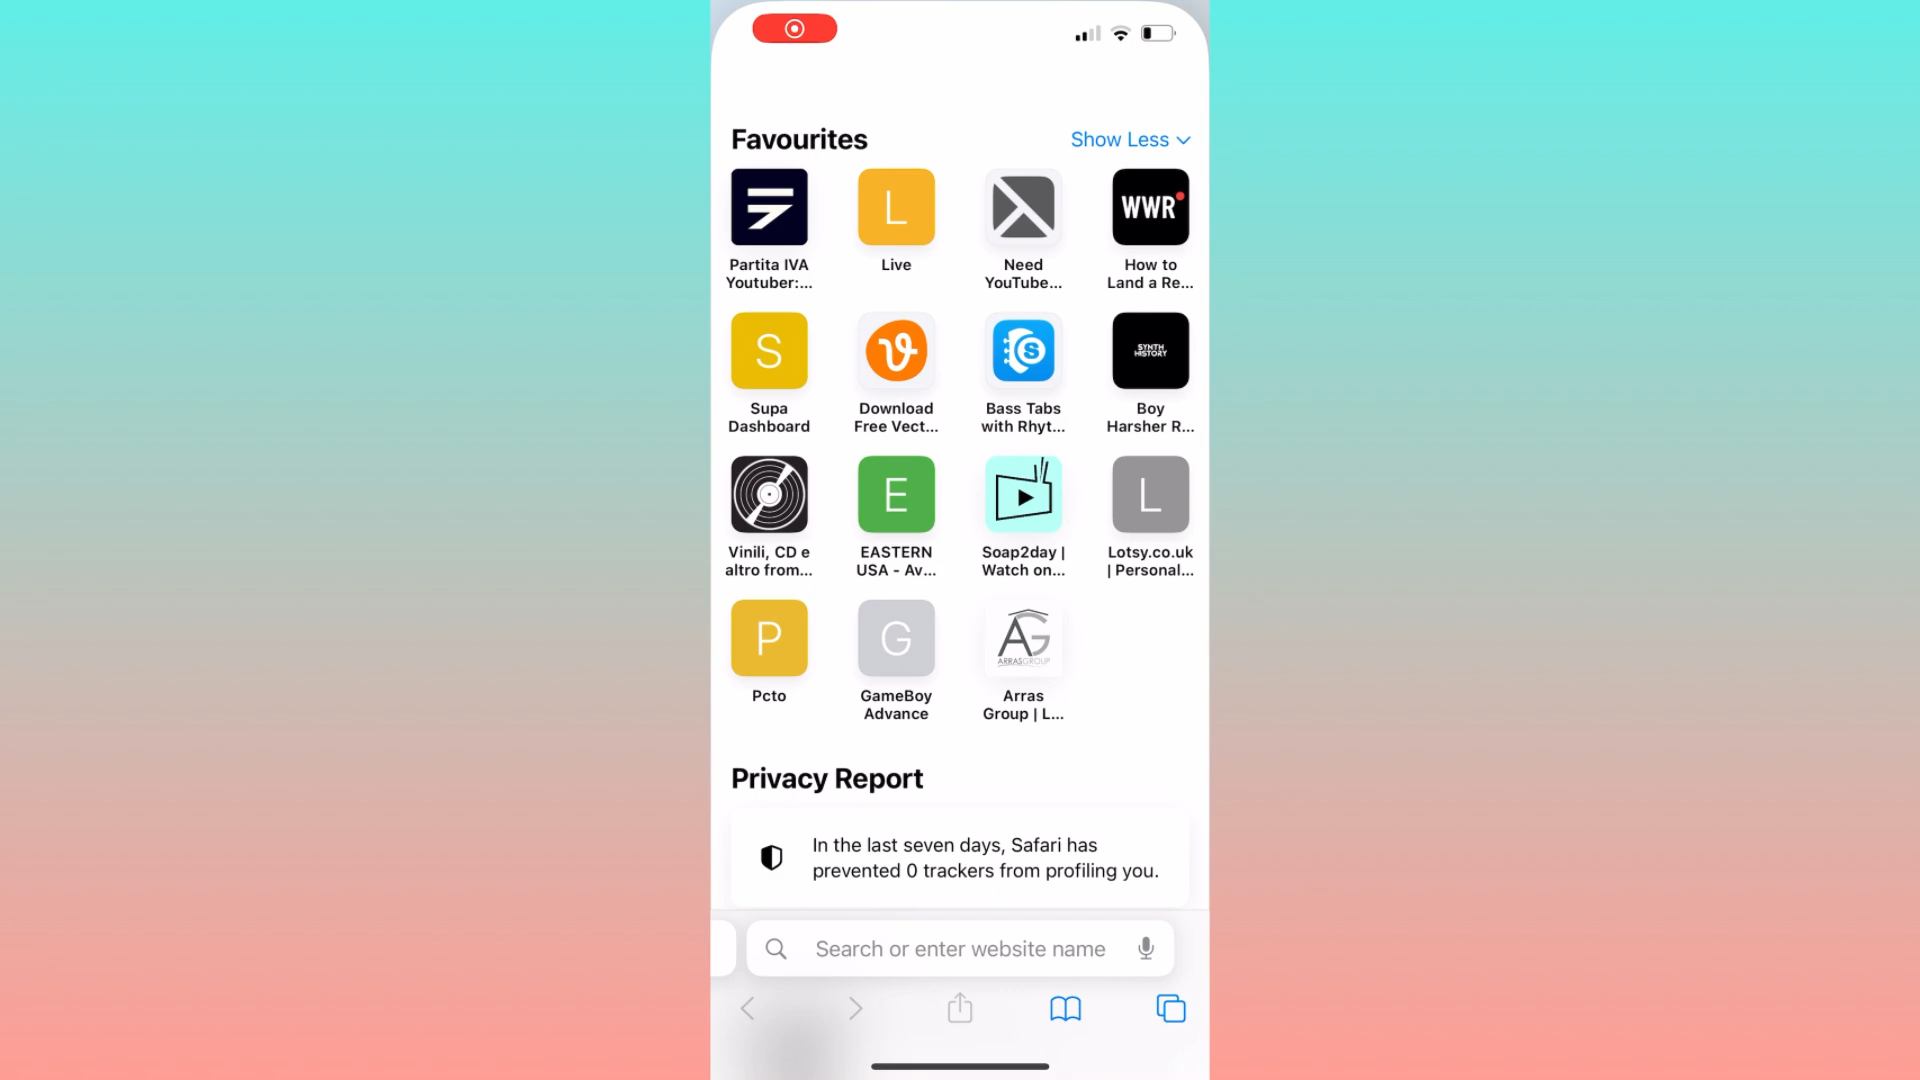 Favourites
Show Less
L
WWR
Partita IVA
Youtuber:...
Live
Need
YouTube...
How to
Land a Re...
S
S
SYNTH
HISTORY
Supa
Dashboard
Download
Free Vect...
Bass Tabs
with Rhyt...
Boy
Harsher R...
E
L
Vinili, CD e
altro from...
EASTERN
USA - Av...
Soap2day |
Watch on...
Lotsy.co.uk
| Personal...
P
G
AG
ARRASGROUP
Pcto
GameBoy
Advance
Arras
Group | L...
Privacy Report
In the last seven days, Safari has
prevented 0 trackers from profiling you.
Search or enter website name